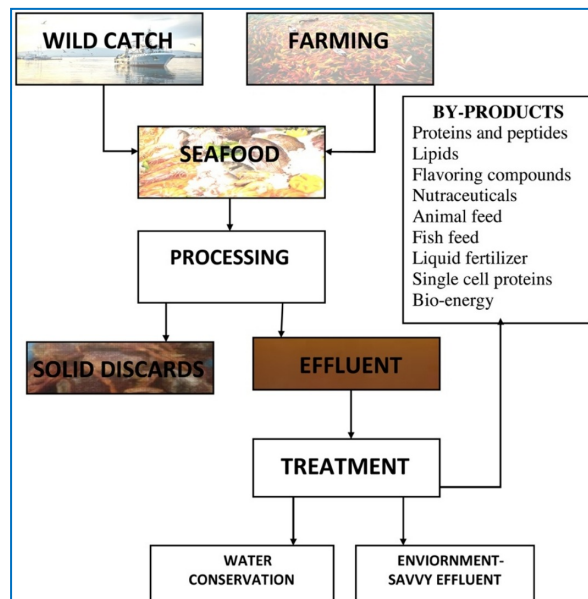 WILD CATCH
FARMING
SEAFOOD
PROCESSING
SOLID DISCARDS
EFFLUENT
TREATMENT
WATER
CONSERVATION
ENVIORNMENT-
SAVVY EFFLUENT
BY-PRODUCTS
Proteins and peptides
Lipids
Flavoring compounds
Nutraceuticals
Animal feed
Fish feed
Liquid fertilizer
Single cell proteins
Bio-energy